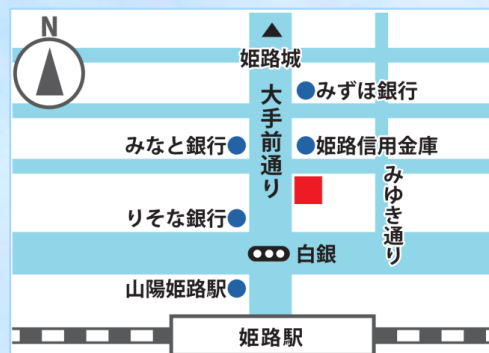 N
姫路城
みずほ銀行
大手前通り
みなと銀行
姫路信用金庫
みゆき通り
りそな銀行
白銀
山陽姫路駅
姫路駅